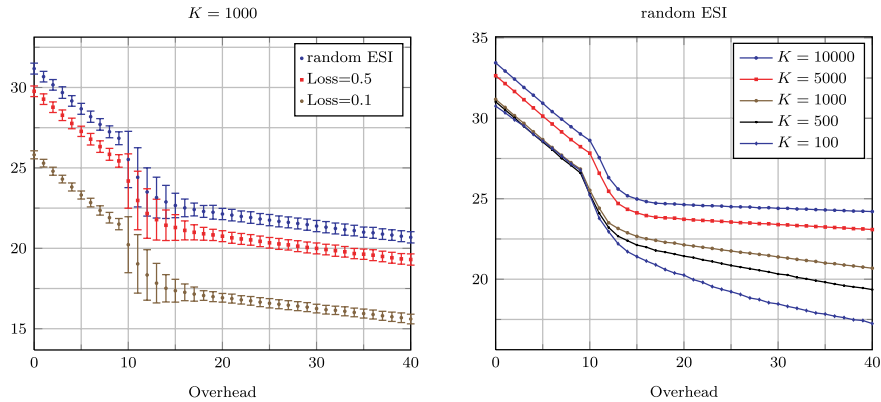 K = 1000
30
25
20
15
0
10
20
30
40
Overhead
random ESI
Loss=0.5
Loss=0.1
random ESI
35
30
25
20
0
10
20
30
40
Overhead
K = 10000
K = 5000
K = 1000
K = 500
K = 100